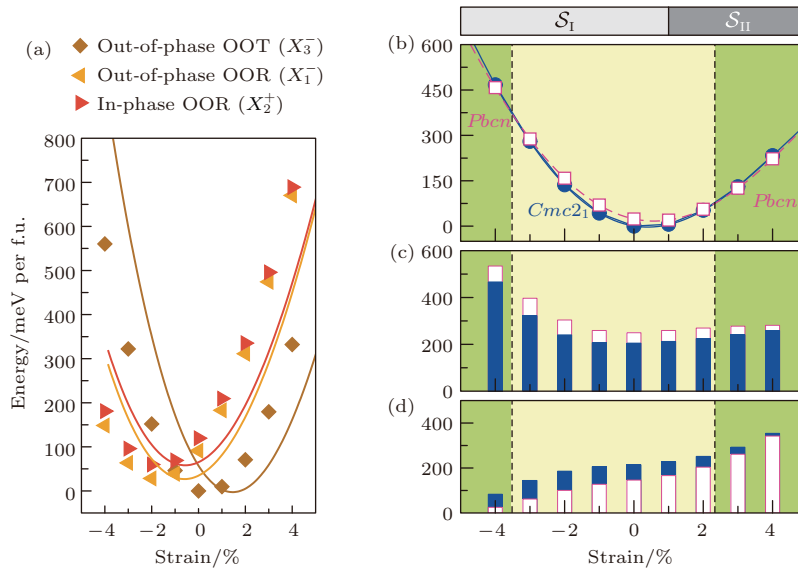 (a)
Out-of-phase OOT (X₃⁻)
Out-of-phase OOR (X₁⁻)
In-phase OOR (X₂⁺)
800
700
600
500
400
300
200
100
0
Energy/meV per f.u.
−4 −2 0 2 4
Strain/%
S_I S_II
(b)
600
450
300
150
0
Pbcn
Cmc2₁
Pbcn
(c)
600
400
200
0
(d)
400
200
0
−4 −2 0 2 4
Strain/%